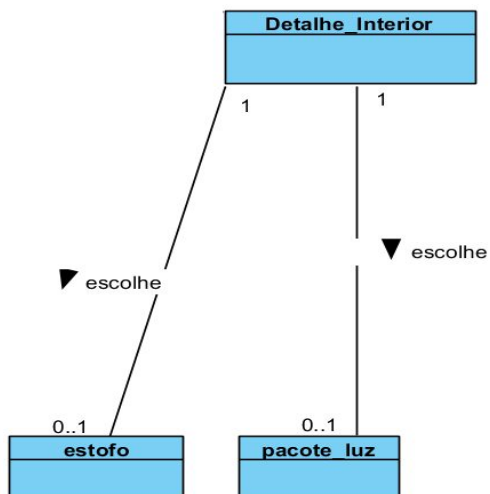 Detalhe_Interior
1
1
escolhe
escolhe
0..1
0..1
estofo
pacote_luz